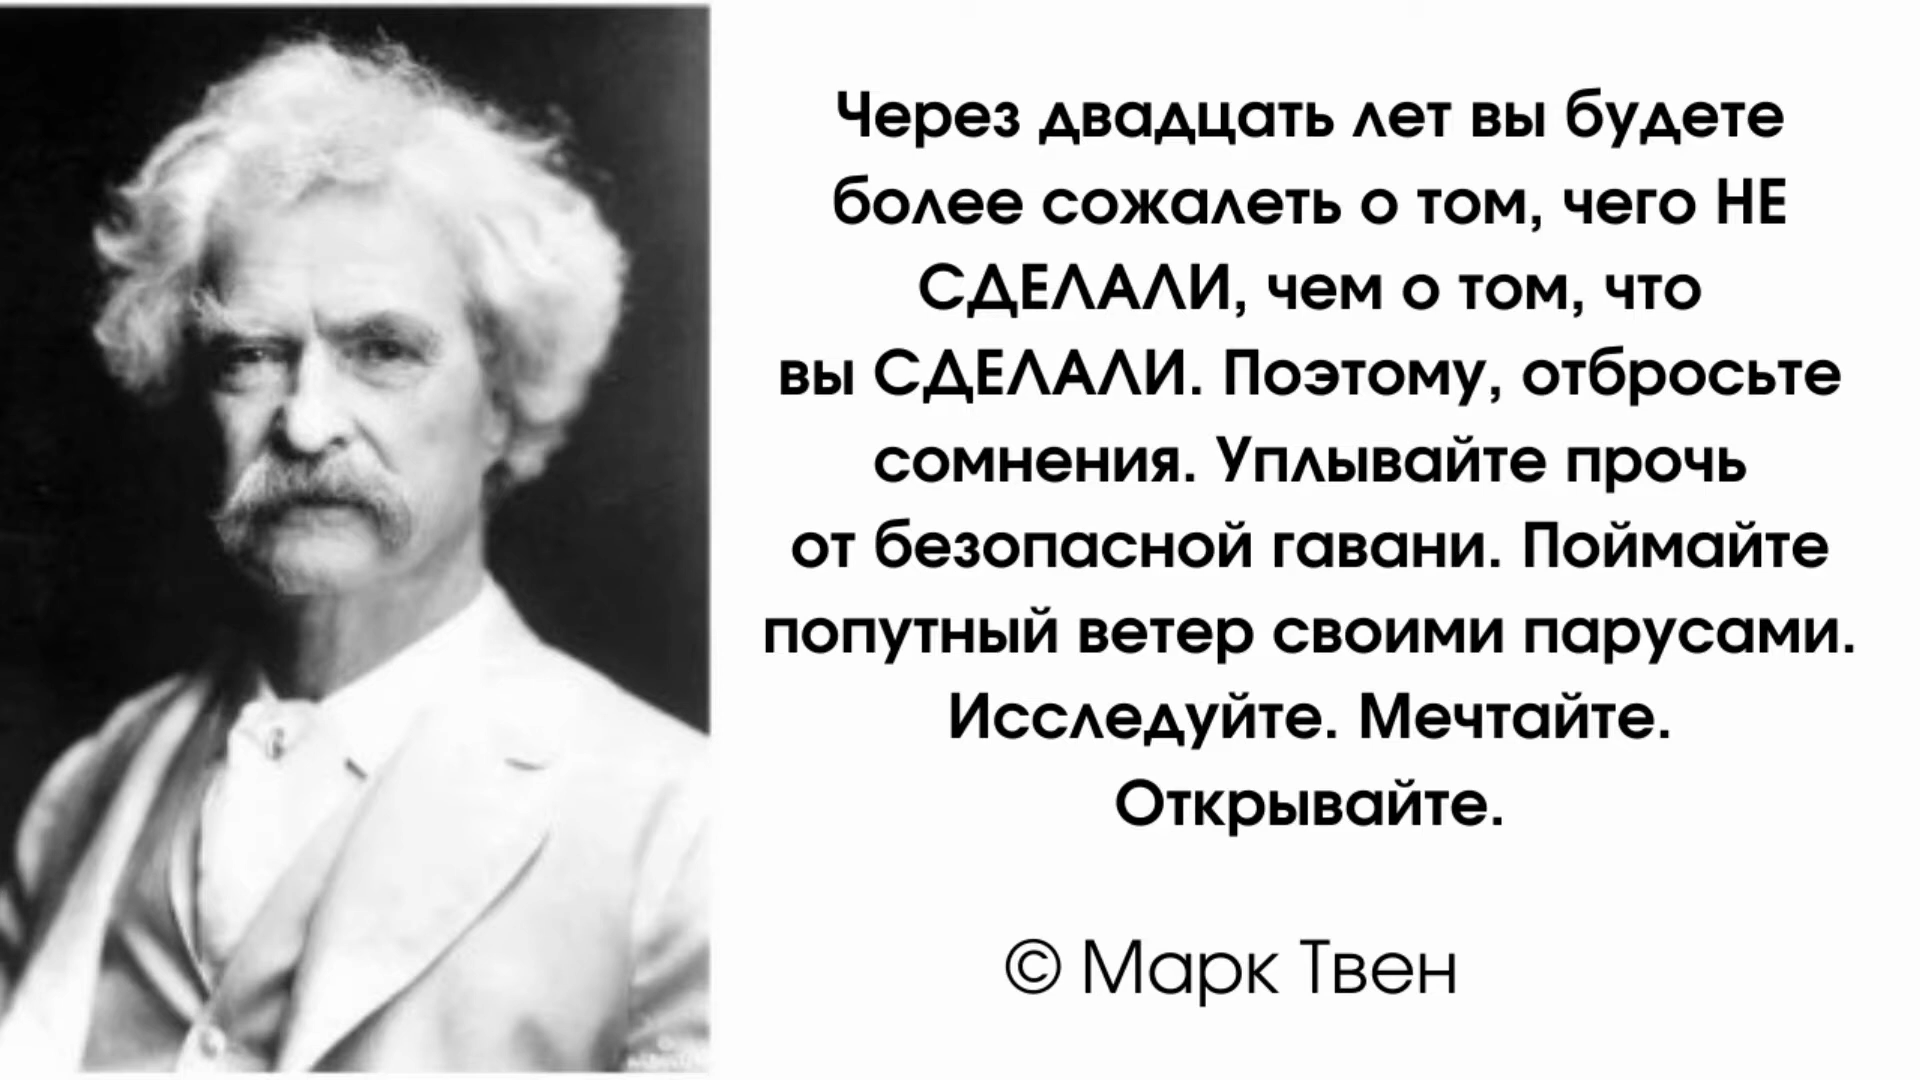 Через двадцать лет вы будете
более сожалеть о том, чего НЕ
СДЕЛАЛИ, чем о том, что
вы СДЕЛАЛИ. Поэтому, отбросьте
сомнения. Уплывайте прочь
от безопасной гавани. Поймайте
попутный ветер своими парусами.
Исследуйте. Мечтайте.
Открывайте.
© Марк Твен